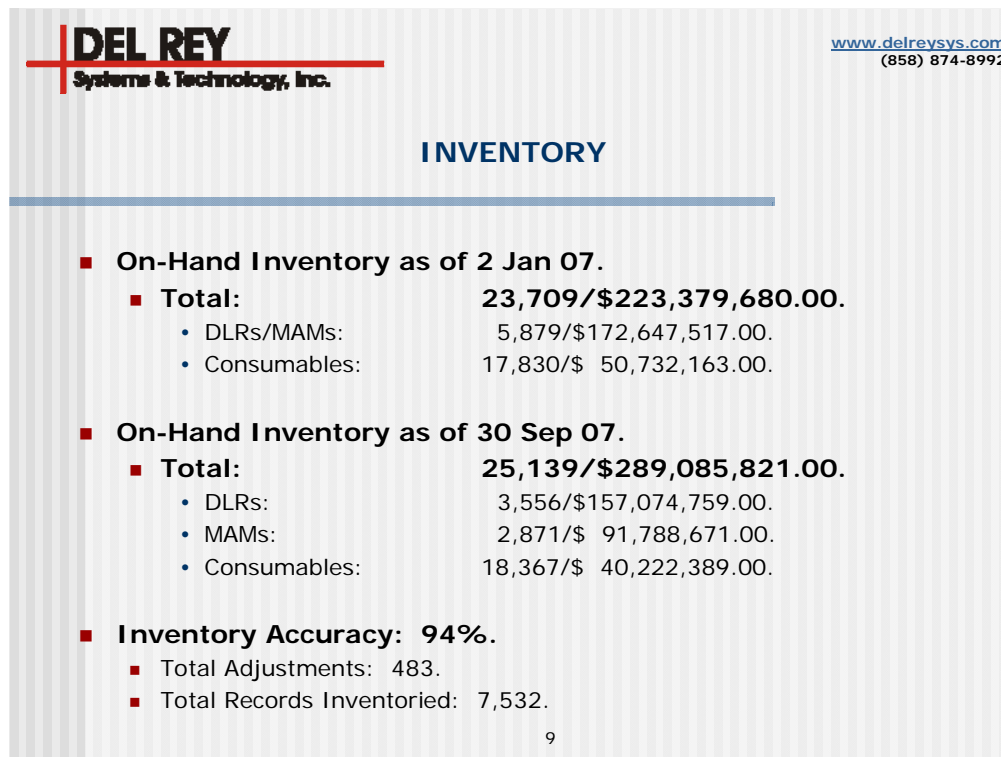 DEL REY
Systems & Technology, Inc.
www.delreysys.com
(858) 874-8992
INVENTORY
On-Hand Inventory as of 2 Jan 07.
Total: 23,709/$223,379,680.00.
DLRs/MAMs: 5,879/$172,647,517.00.
Consumables: 17,830/$ 50,732,163.00.
On-Hand Inventory as of 30 Sep 07.
Total: 25,139/$289,085,821.00.
DLRs: 3,556/$157,074,759.00.
MAMs: 2,871/$ 91,788,671.00.
Consumables: 18,367/$ 40,222,389.00.
Inventory Accuracy: 94%.
Total Adjustments: 483.
Total Records Inventoried: 7,532.
9